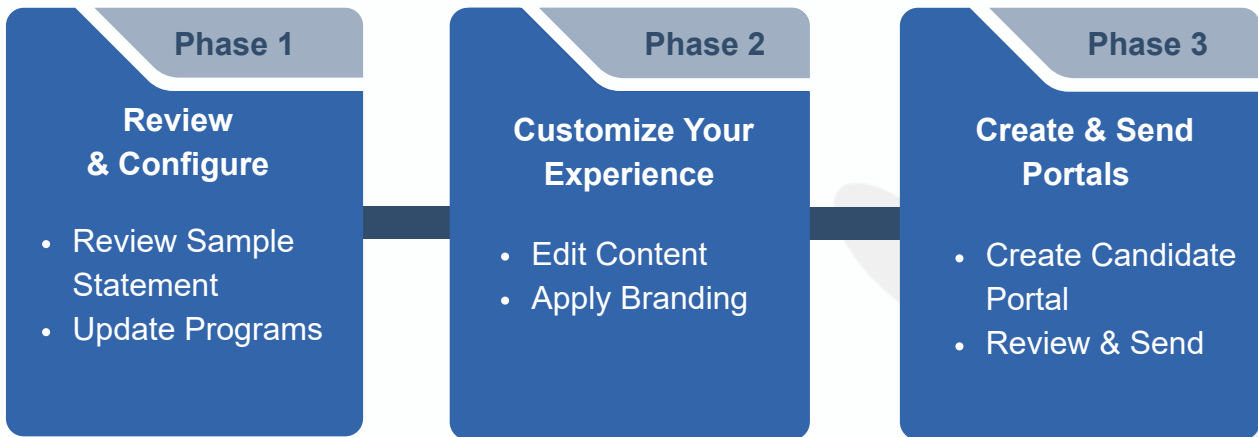 Phase 1
Review
& Configure
• Review Sample
Statement
• Update Programs
Phase 2
Customize Your
Experience
• Edit Content
• Apply Branding
Phase 3
Create & Send
Portals
• Create Candidate
Portal
• Review & Send